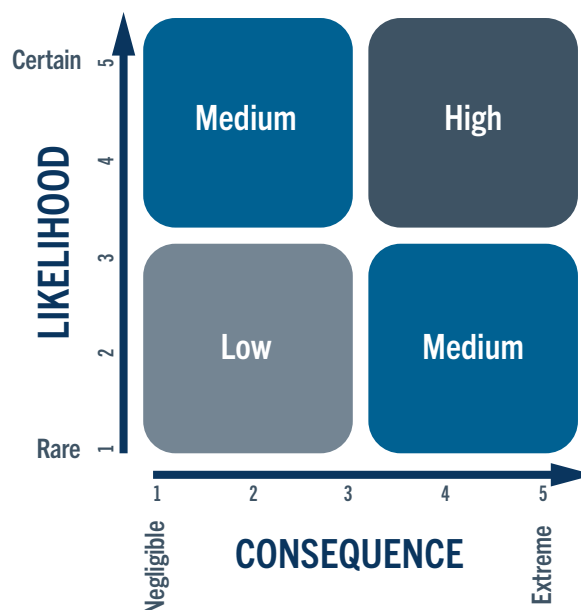 Certain
5
Medium
High
LIKELIHOOD
4
3
Low
Medium
2
Rare
1
1 2 3 4 5
Negligible
CONSEQUENCE
Extreme